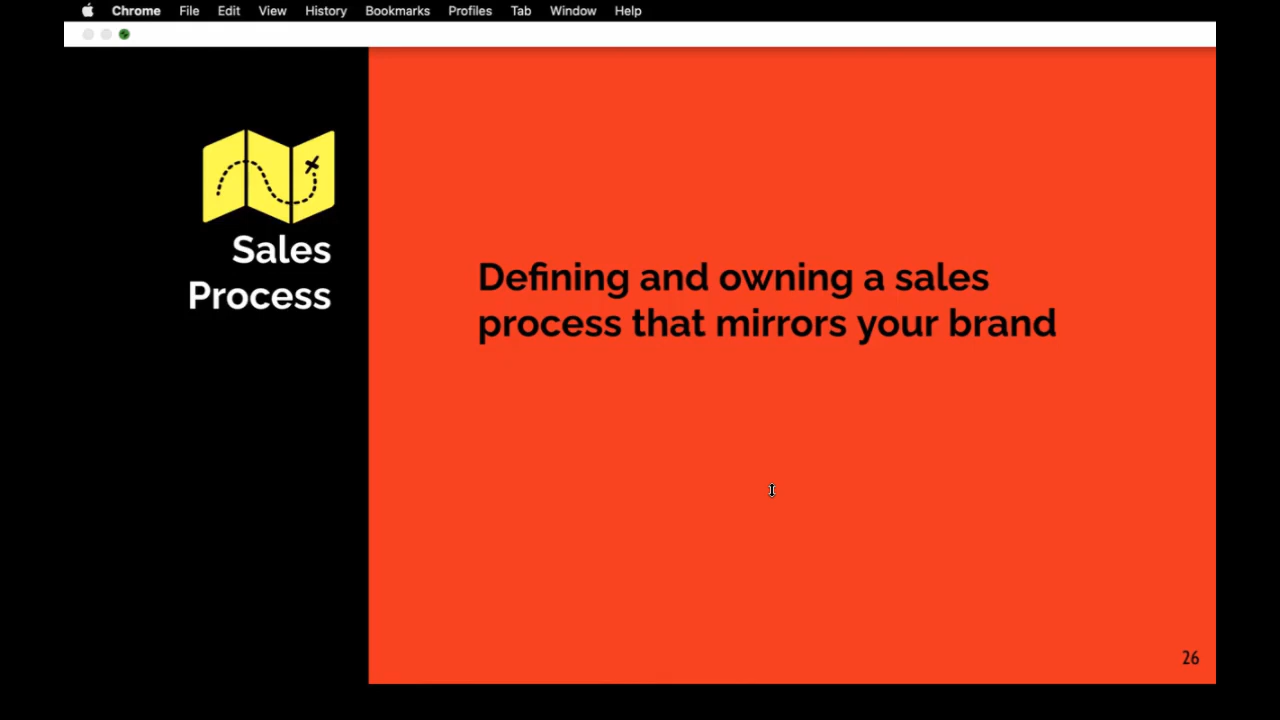 Chrome File Edit View History Bookmarks Profiles Tab Window Help
Sales
Process
Defining and owning a sales
process that mirrors your brand
26